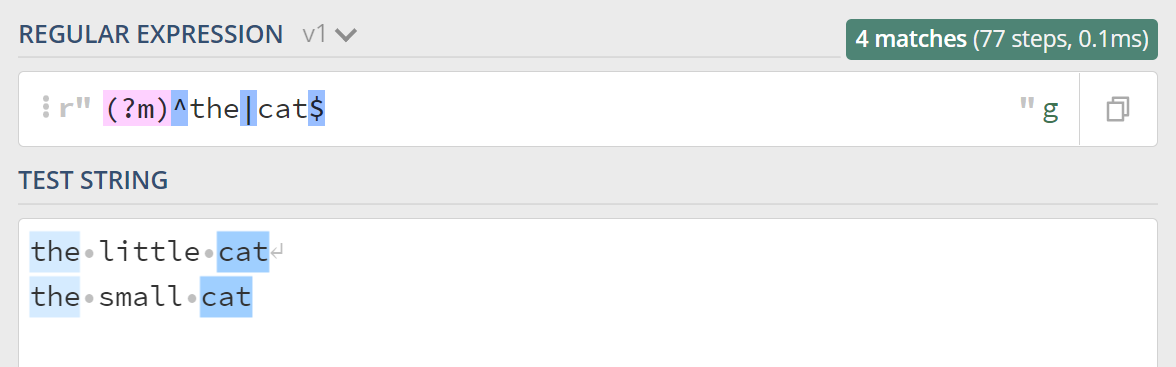 REGULAR EXPRESSION v1 4 matches (77 steps, 0.1ms)
r" (?m)^the|cat$ " g
TEST STRING
the·little·cat↵
the·small·cat